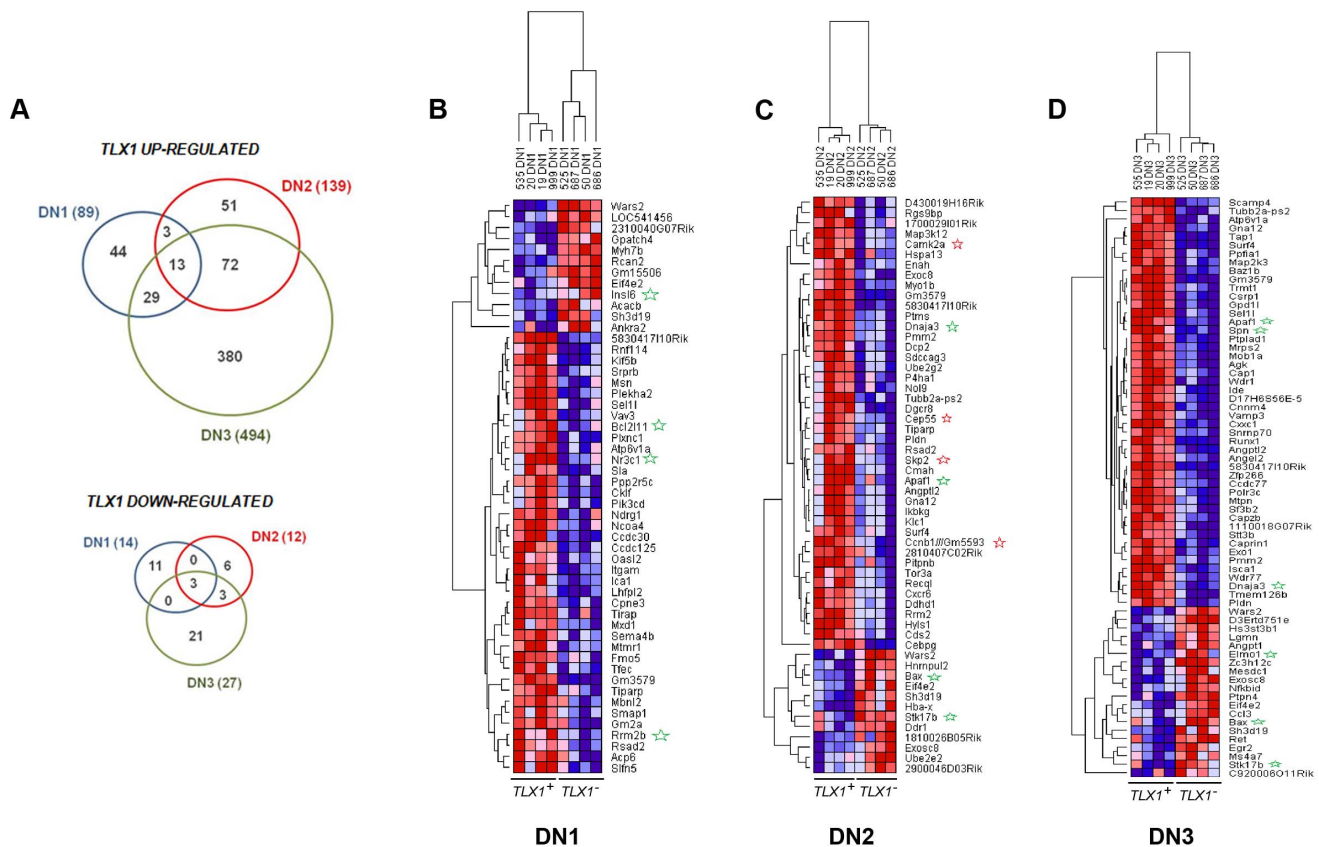 A
TLX1 UP-REGULATED
DN2 (139)
DN1 (89)
51
3
44
13
72
29
380
DN3 (494)
TLX1 DOWN-REGULATED
DN1 (14)
DN2 (12)
11
0
6
3
0
3
21
DN3 (27)
B
535 DN1
20 DN1
19 DN1
999 DN1
525 DN1
687 DN1
50 DN1
686 DN1
Wars2
LOC541456
2310040G07Rik
Gpatch4
Myh7b
Rcan2
Gm15506
Eif4e2
Insl6
Acacb
Sh3d19
Ankra2
5830417I10Rik
Rnf114
Kif5b
Srprb
Msn
Plekha2
Sel1l
Vav3
Bcl2l11
Plxnc1
Atp6v1a
Nr3c1
Sla
Ppp2r5c
Cklf
Pik3cd
Ndrg1
Ncoa4
Ccdc30
Ccdc125
Oasl2
Itgam
Ica1
Lhfpl2
Cpne3
Tirap
Mxd1
Sema4b
Mtmr1
Fmo5
Tfec
Gm3579
Tiparp
Mbnl2
Smap1
Gm2a
Rrm2b
Rsad2
Acp6
Slfn5
TLX1+ TLX1-
DN1
C
535 DN2
19 DN2
20 DN2
999 DN2
525 DN2
687 DN2
50 DN2
686 DN2
D430019H16Rik
Rgs9bp
1700029I01Rik
Map3k12
Camk2a
Hspa13
Enah
Exoc8
Myo1b
Gm3579
5830417I10Rik
Ptms
Dnaja3
Pmm2
Dcp2
Sdccag3
Ube2g2
P4ha1
Nol9
Tubb2a-ps2
Dgcr8
Cep55
Tiparp
Pldn
Rsad2
Skp2
Cmah
Apaf1
Angptl2
Gna12
Ikbkg
Klc1
Surf4
Ccnb1///Gm5593
2810407C02Rik
Pitpnb
Tor3a
Recql
Cxcr6
Ddhd1
Rrm2
Hyls1
Cds2
Cebpg
Wars2
Hnrnpul2
Bax
Eif4e2
Sh3d19
Hba-x
Stk17b
Ddr1
1810026B05Rik
Exosc8
Ube2e2
2900046D03Rik
TLX1+ TLX1-
DN2
D
535 DN3
19 DN3
20 DN3
999 DN3
525 DN3
50 DN3
687 DN3
686 DN3
Scamp4
Tubb2a-ps2
Atp6v1a
Gna12
Tap1
Surf4
Ppfia1
Map2k3
Baz1b
Gm3579
Trmt1
Csrp1
Gpd1l
Sel1l
Apaf1
Spn
Ptplad1
Mrps2
Mob1a
Agk
Cap1
Wdr1
Ide
D17H6S56E-5
Cnnm4
Vamp3
Cxxc1
Snrnp70
Runx1
Angptl2
Angel2
5830417I10Rik
Zfp266
Ccdc77
Polr3c
Mtpn
Sf3b2
Capzb
1110018G07Rik
Stt3b
Caprin1
Exo1
Pmm2
Isca1
Wdr77
Dnaja3
Tmem126b
Pldn
Wars2
D3Ertd751e
Hs3st3b1
Lgmn
Angpt1
Elmo1
Zc3h12c
Mesdc1
Exosc8
Nfkbid
Ptpn4
Eif4e2
Ccl3
Bax
Sh3d19
Ret
Egr2
Ms4a7
Stk17b
C920006O11Rik
TLX1+ TLX1-
DN3